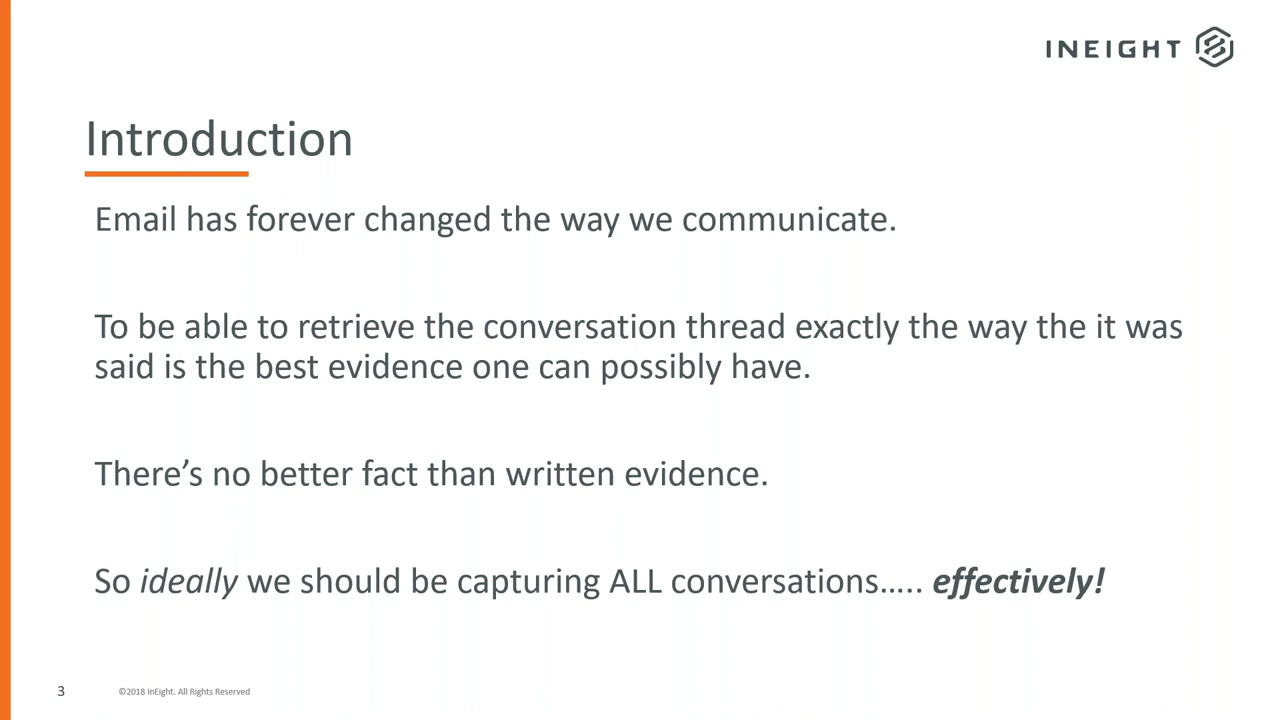 INEIGHT
Introduction
Email has forever changed the way we communicate.
To be able to retrieve the conversation thread exactly the way the it was
said is the best evidence one can possibly have.
There’s no better fact than written evidence.
So ideally we should be capturing ALL conversations….. effectively!
3
©2018 InEight. All Rights Reserved